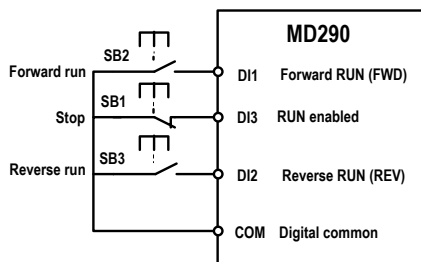 MD290
SB2
Forward run
DI1 Forward RUN (FWD)
SB1
Stop
DI3 RUN enabled
SB3
Reverse run
DI2 Reverse RUN (REV)
COM Digital common